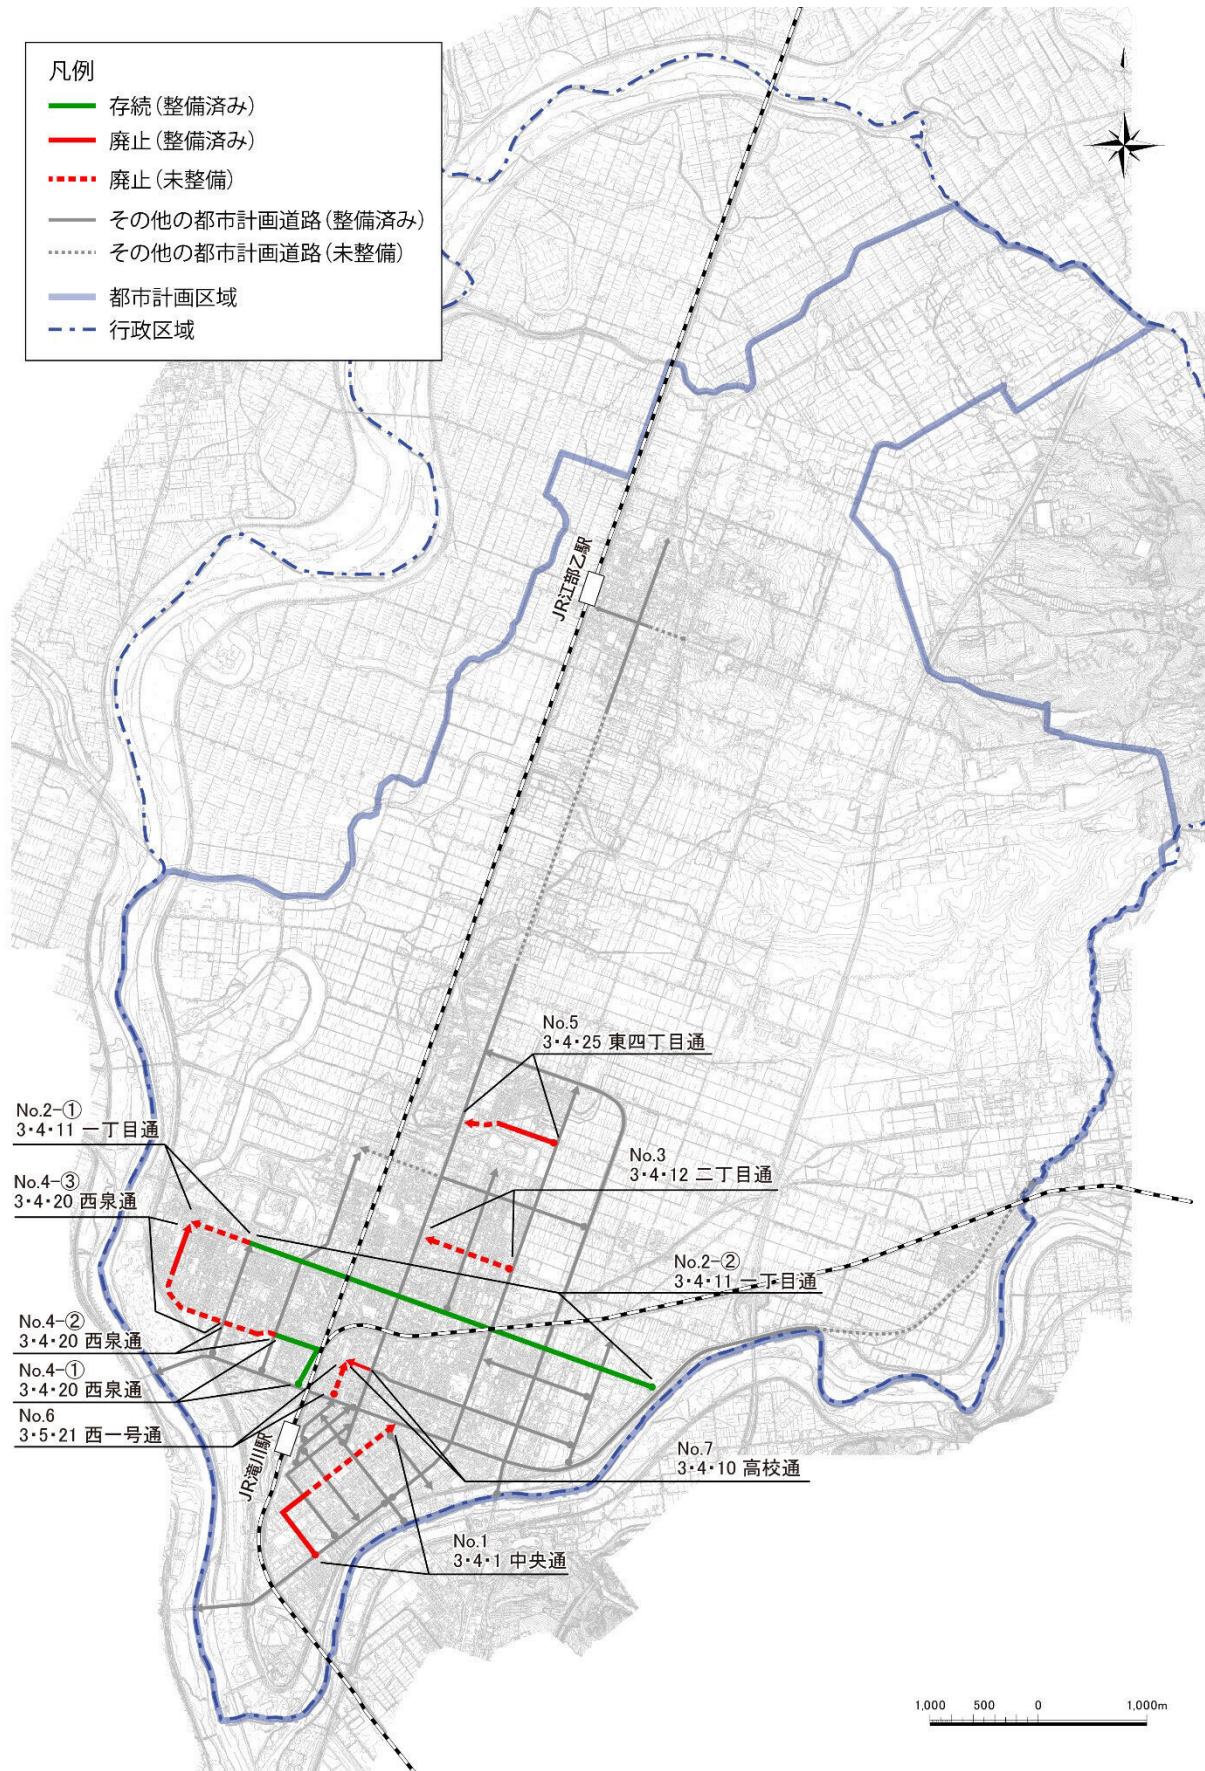 凡例
存続(整備済み)
廃止(整備済み)
廃止(未整備)
その他の都市計画道路(整備済み)
その他の都市計画道路(未整備)
都市計画区域
行政区域
JR江部乙駅
No.5
3・4・25 東四丁目通
No.2-①
3・4・11 一丁目通
No.3
3・4・12 二丁目通
No.4-③
3・4・20 西泉通
No.2-②
3・4・11 一丁目通
No.4-②
3・4・20 西泉通
No.4-①
3・4・20 西泉通
No.6
3・5・21 西一号通
JR滝川駅
No.7
3・4・10 高校通
No.1
3・4・1 中央通
1,000 500 0 1,000m